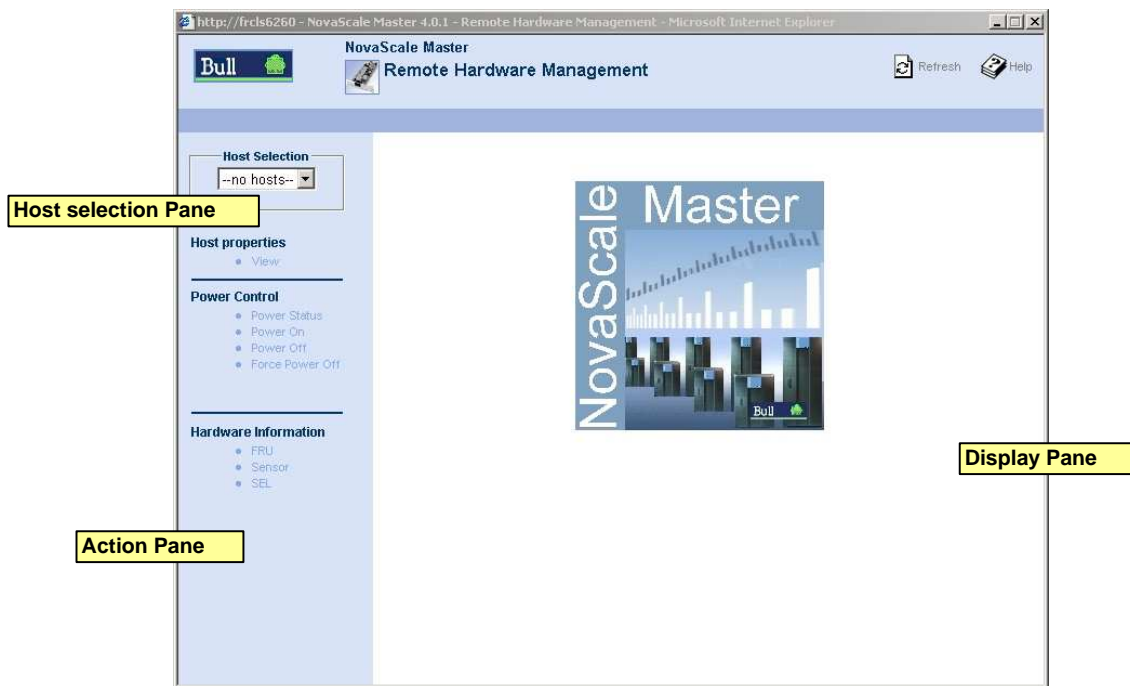 http://frcls6260 - NovaScale Master 4.0.1 - Remote Hardware Management - Microsoft Internet Explorer
Bull
NovaScale Master
Remote Hardware Management
Refresh
Help
Host Selection
--no hosts--
Host selection Pane
Host properties
View
Power Control
Power Status
Power On
Power Off
Force Power Off
Hardware Information
FRU
Sensor
SEL
Action Pane
NovaScale
Master
Bull
Display Pane